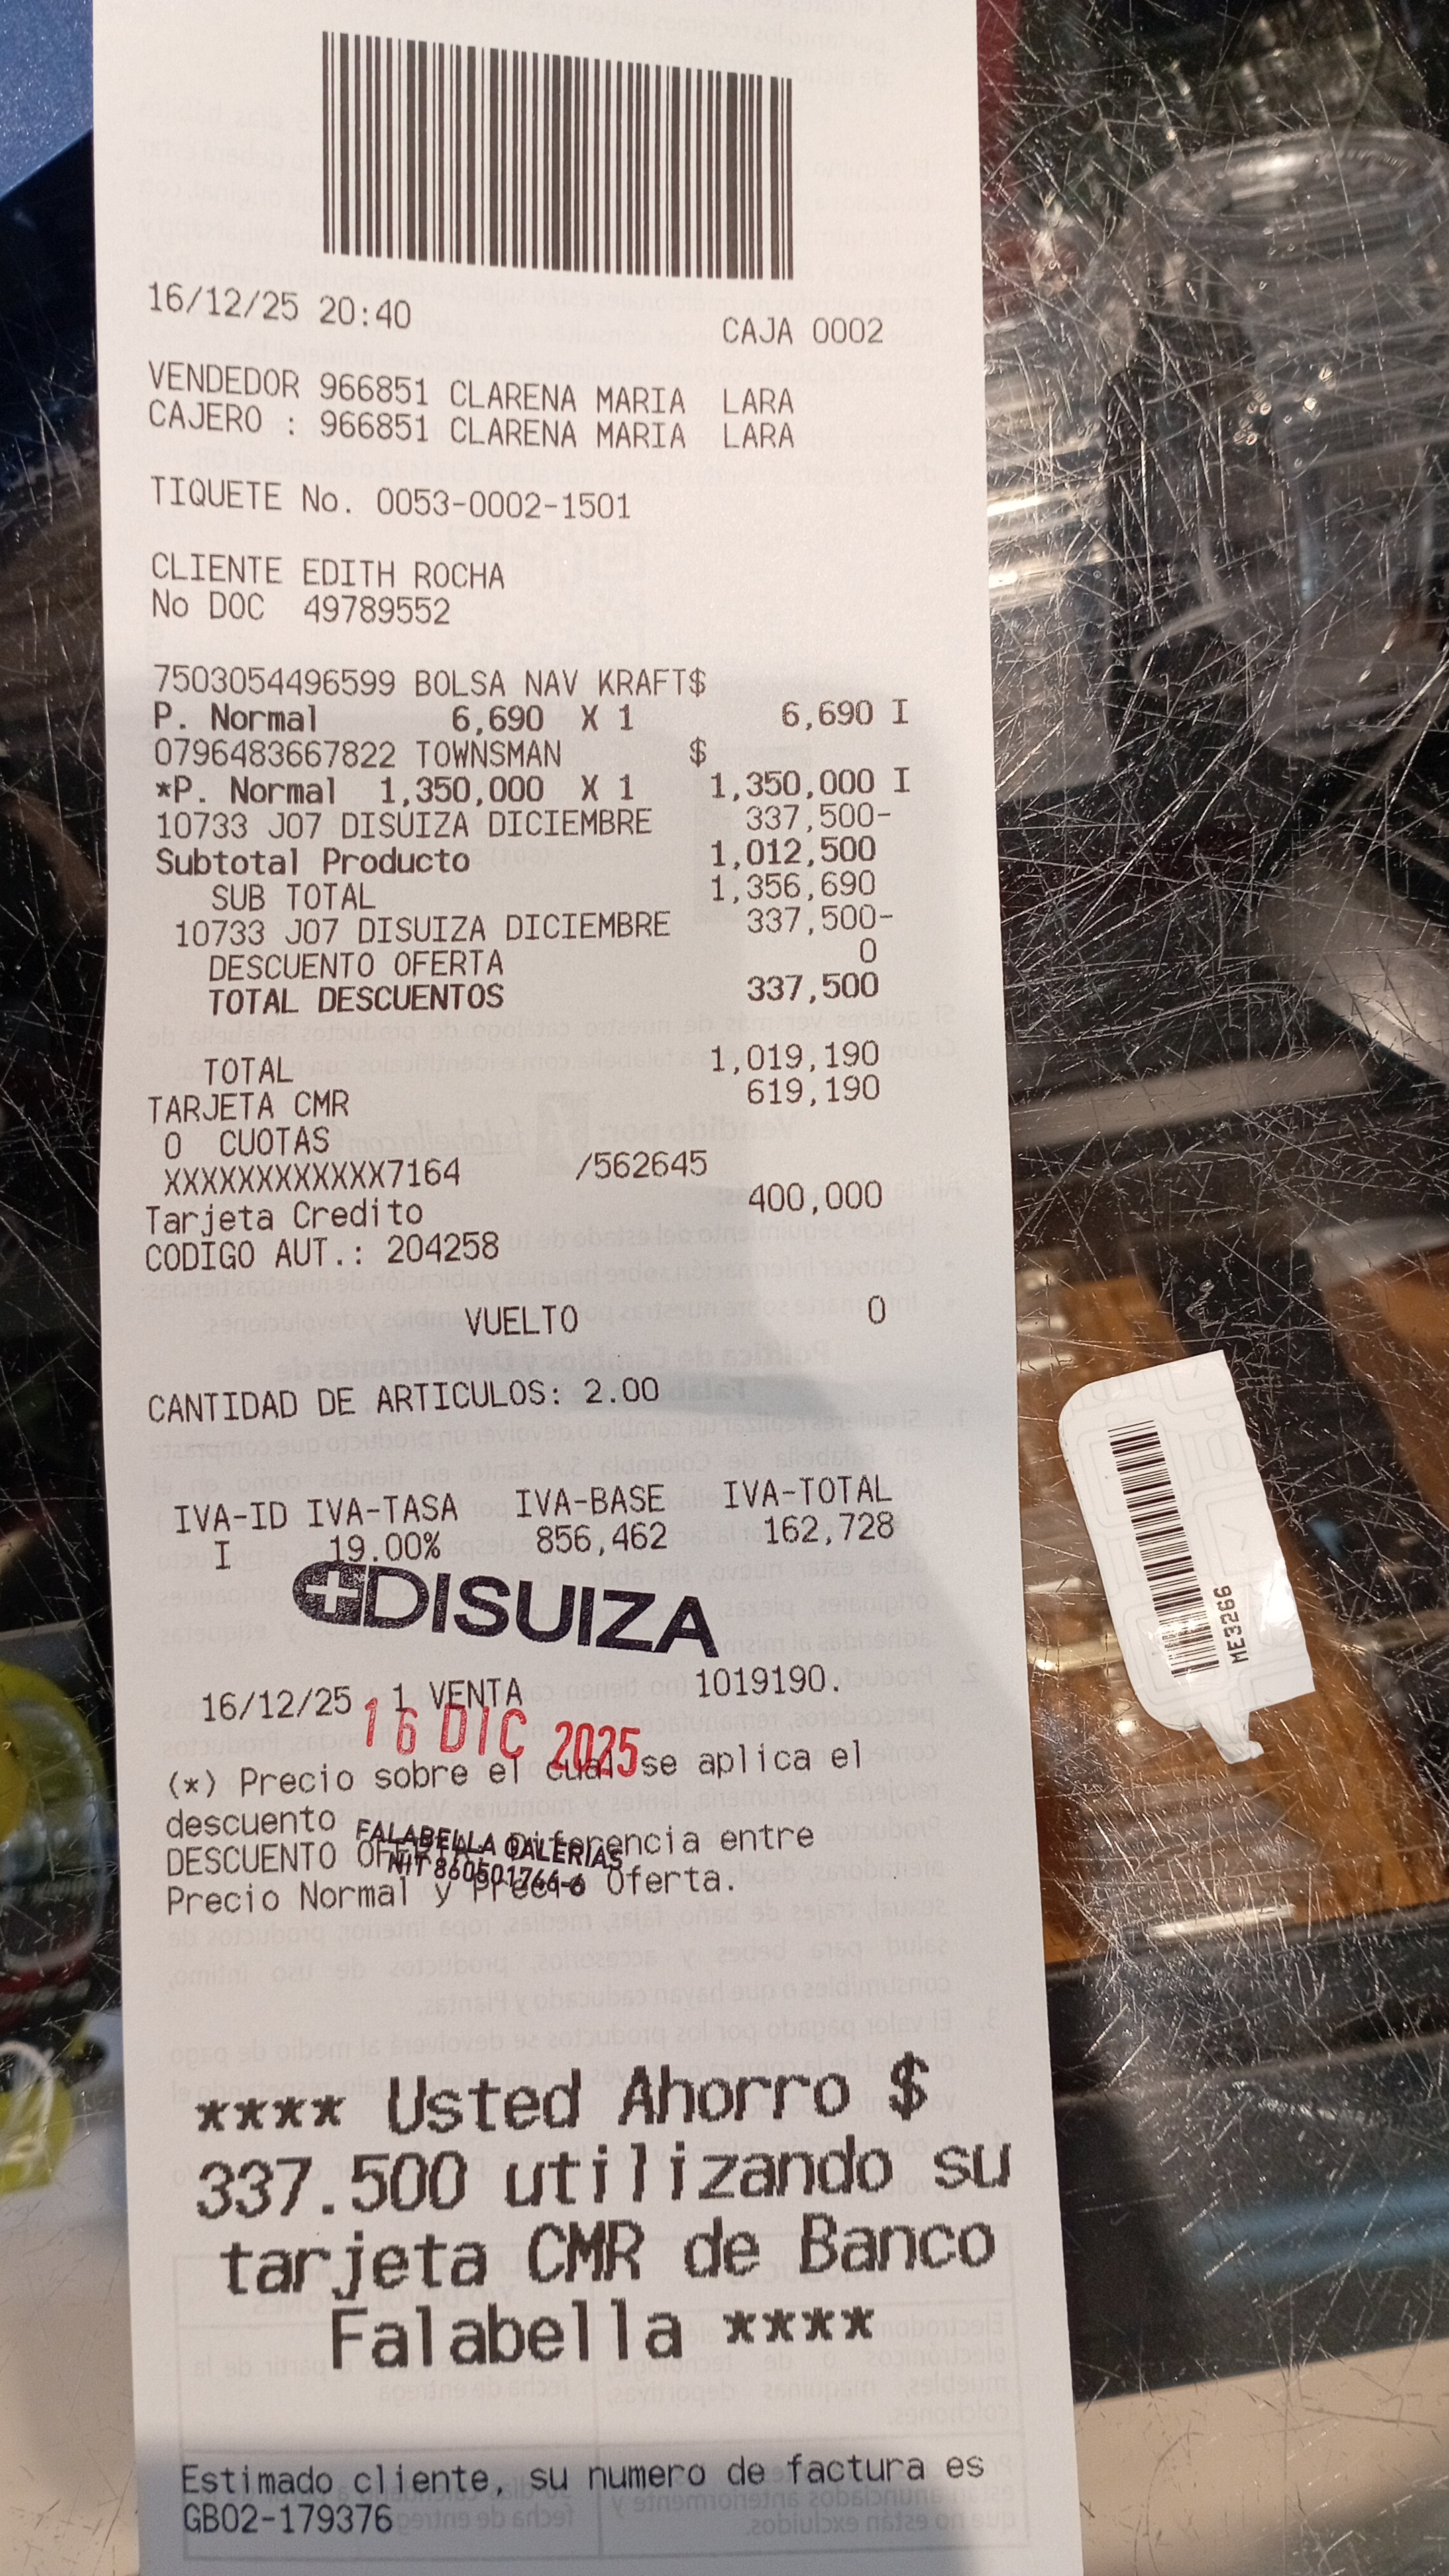 16/12/25 20:40 CAJA 0002
VENDEDOR 966851 CLARENA MARIA LARA
CAJERO : 966851 CLARENA MARIA LARA
TIQUETE No. 0053-0002-1501
CLIENTE EDITH ROCHA
No DOC 49789552
7503054496599 BOLSA NAV KRAFT$
P. Normal 6,690 X 1 6,690 I
0796483667822 TOWNSMAN $
*P. Normal 1,350,000 X 1 1,350,000 I
10733 J07 DISUIZA DICIEMBRE 337,500-
Subtotal Producto 1,012,500
SUB TOTAL 1,356,690
10733 J07 DISUIZA DICIEMBRE 337,500-
DESCUENTO OFERTA 0
TOTAL DESCUENTOS 337,500
TOTAL 1,019,190
TARJETA CMR 619,190
0 CUOTAS
XXXXXXXXXXXX7164 /562645
Tarjeta Credito 400,000
CODIGO AUT.: 204258
VUELTO 0
CANTIDAD DE ARTICULOS: 2.00
IVA-ID IVA-TASA IVA-BASE IVA-TOTAL
I 19.00% 856,462 162,728
DISUIZA
16/12/25 1 VENTA 1019190.
16 DIC 2025
(*) Precio sobre el cual se aplica el
descuento
FALABELLA GALERIAS
DESCUENTO OFERTA: Diferencia entre
NIT 860501766-6
Precio Normal y Precio Oferta.
**** Usted Ahorro $
337.500 utilizando su
tarjeta CMR de Banco
Falabella ****
Estimado cliente, su numero de factura es
GB02-179376
ME3266